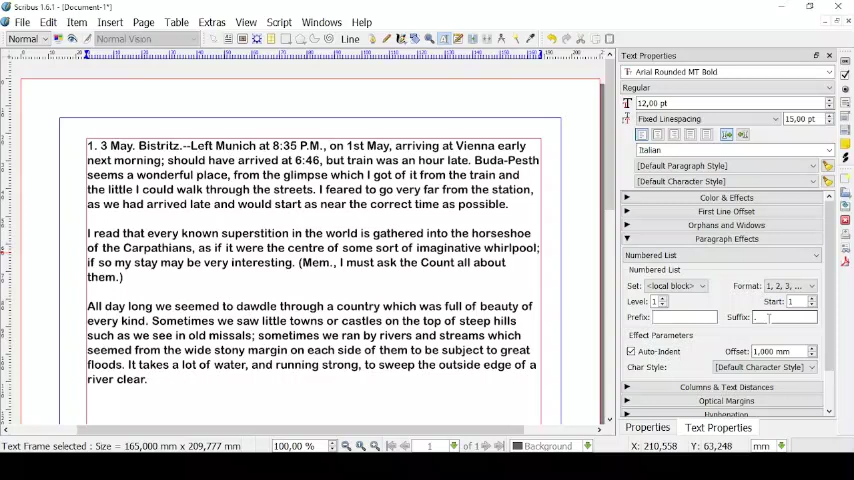 Scribus 1.6.1 - [Document-1*]
File Edit Item Insert Page Table Extras View Script Windows Help
Normal Normal Vision Line
1. 3 May. Bistritz.--Left Munich at 8:35 P.M., on 1st May, arriving at Vienna early
next morning; should have arrived at 6:46, but train was an hour late. Buda-Pesth
seems a wonderful place, from the glimpse which I got of it from the train and
the little I could walk through the streets. I feared to go very far from the station,
as we had arrived late and would start as near the correct time as possible.
I read that every known superstition in the world is gathered into the horseshoe
of the Carpathians, as if it were the centre of some sort of imaginative whirlpool;
if so my stay may be very interesting. (Mem., I must ask the Count all about
them.)
All day long we seemed to dawdle through a country which was full of beauty of
every kind. Sometimes we saw little towns or castles on the top of steep hills
such as we see in old missals; sometimes we ran by rivers and streams which
seemed from the wide stony margin on each side of them to be subject to great
floods. It takes a lot of water, and running strong, to sweep the outside edge of a
river clear.
Text Properties
Arial Rounded MT Bold
Regular
12,00 pt
Fixed Linespacing 15,00 pt
Italian
[Default Paragraph Style]
[Default Character Style]
Color & Effects
First Line Offset
Orphans and Widows
Paragraph Effects
Numbered List
Numbered List
Set: <local block> Format: 1, 2, 3, ...
Level: 1 Start: 1
Prefix: Suffix: .
Effect Parameters
Auto-Indent Offset: 1,000 mm
Char Style: [Default Character Style]
Columns & Text Distances
Optical Margins
Hyphenation
Properties Text Properties
Text Frame selected : Size = 165,000 mm x 209,777 mm 100,00 % 1 of 1 Background X: 210,558 Y: 63,248 mm